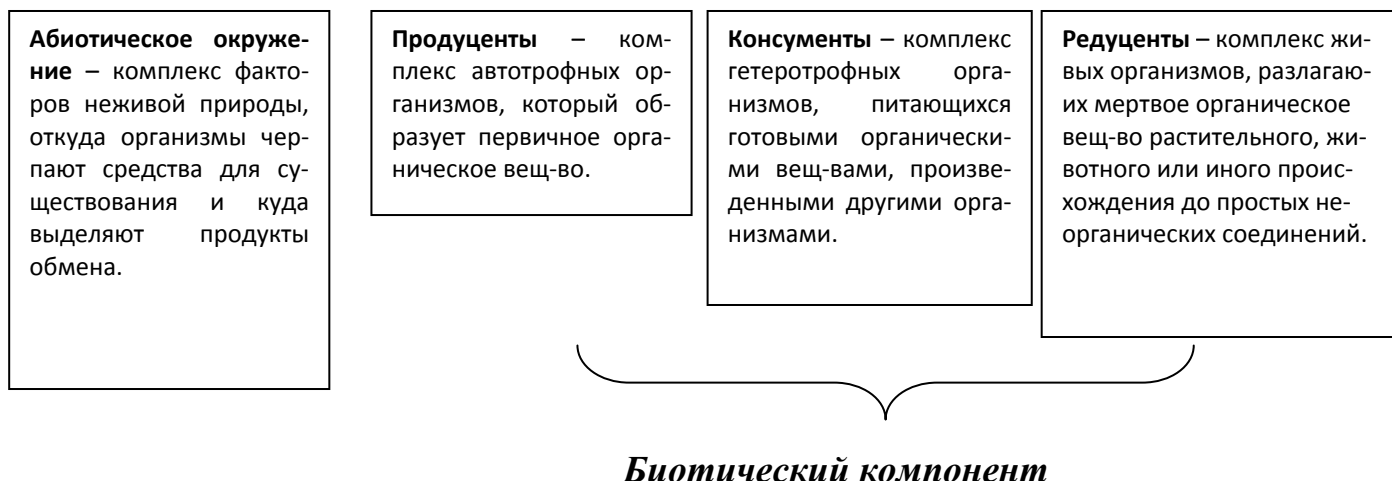 Абиотическое окруже-
ние – комплекс факто-
ров неживой природы,
откуда организмы чер-
пают средства для су-
ществования и куда
выделяют продукты
обмена.
Продуценты – ком-
плекс автотрофных ор-
ганизмов, который об-
разует первичное орга-
ническое вещ-во.
Консументы – комплекс
гетеротрофных орга-
низмов, питающихся
готовыми органически-
ми вещ-вами, произве-
денными другими орга-
низмами.
Редуценты – комплекс жи-
вых организмов, разлагаю-
их мертвое органическое
вещ-во растительного, жи-
вотного или иного проис-
хождения до простых не-
органических соединений.
Биотический компонент